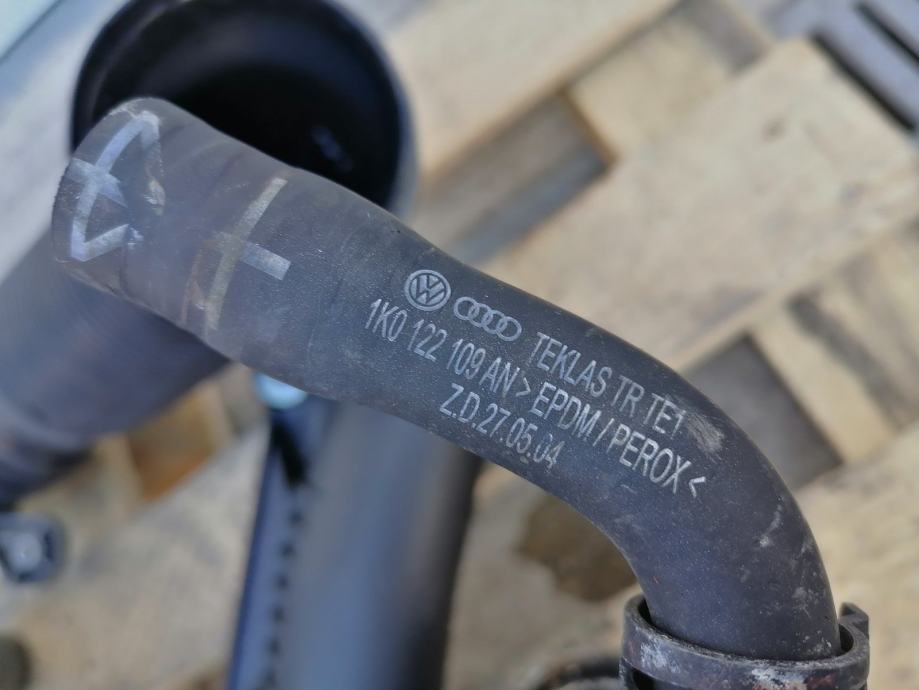 TEKLAS TR TE1
1K0 122 109 AN >EPDM / PEROX<
Z.D.27.05.04